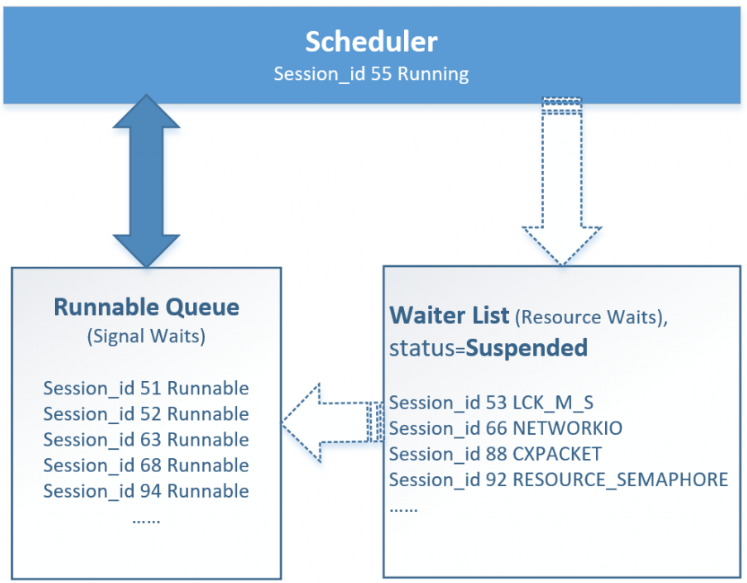 Scheduler
Session_id 55 Running
Runnable Queue
(Signal Waits)
Session_id 51 Runnable
Session_id 52 Runnable
Session_id 63 Runnable
Session_id 68 Runnable
Session_id 94 Runnable
......
Waiter List (Resource Waits),
status=Suspended
Session_id 53 LCK_M_S
Session_id 66 NETWORKIO
Session_id 88 CXPACKET
Session_id 92 RESOURCE_SEMAPHORE
......